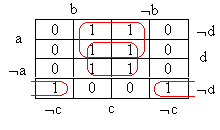 b ¬b
a 0 1 1 0 ¬d
0 1 1 0 d
¬a 0 1 1 0
1 0 0 1 ¬d
¬c c ¬c